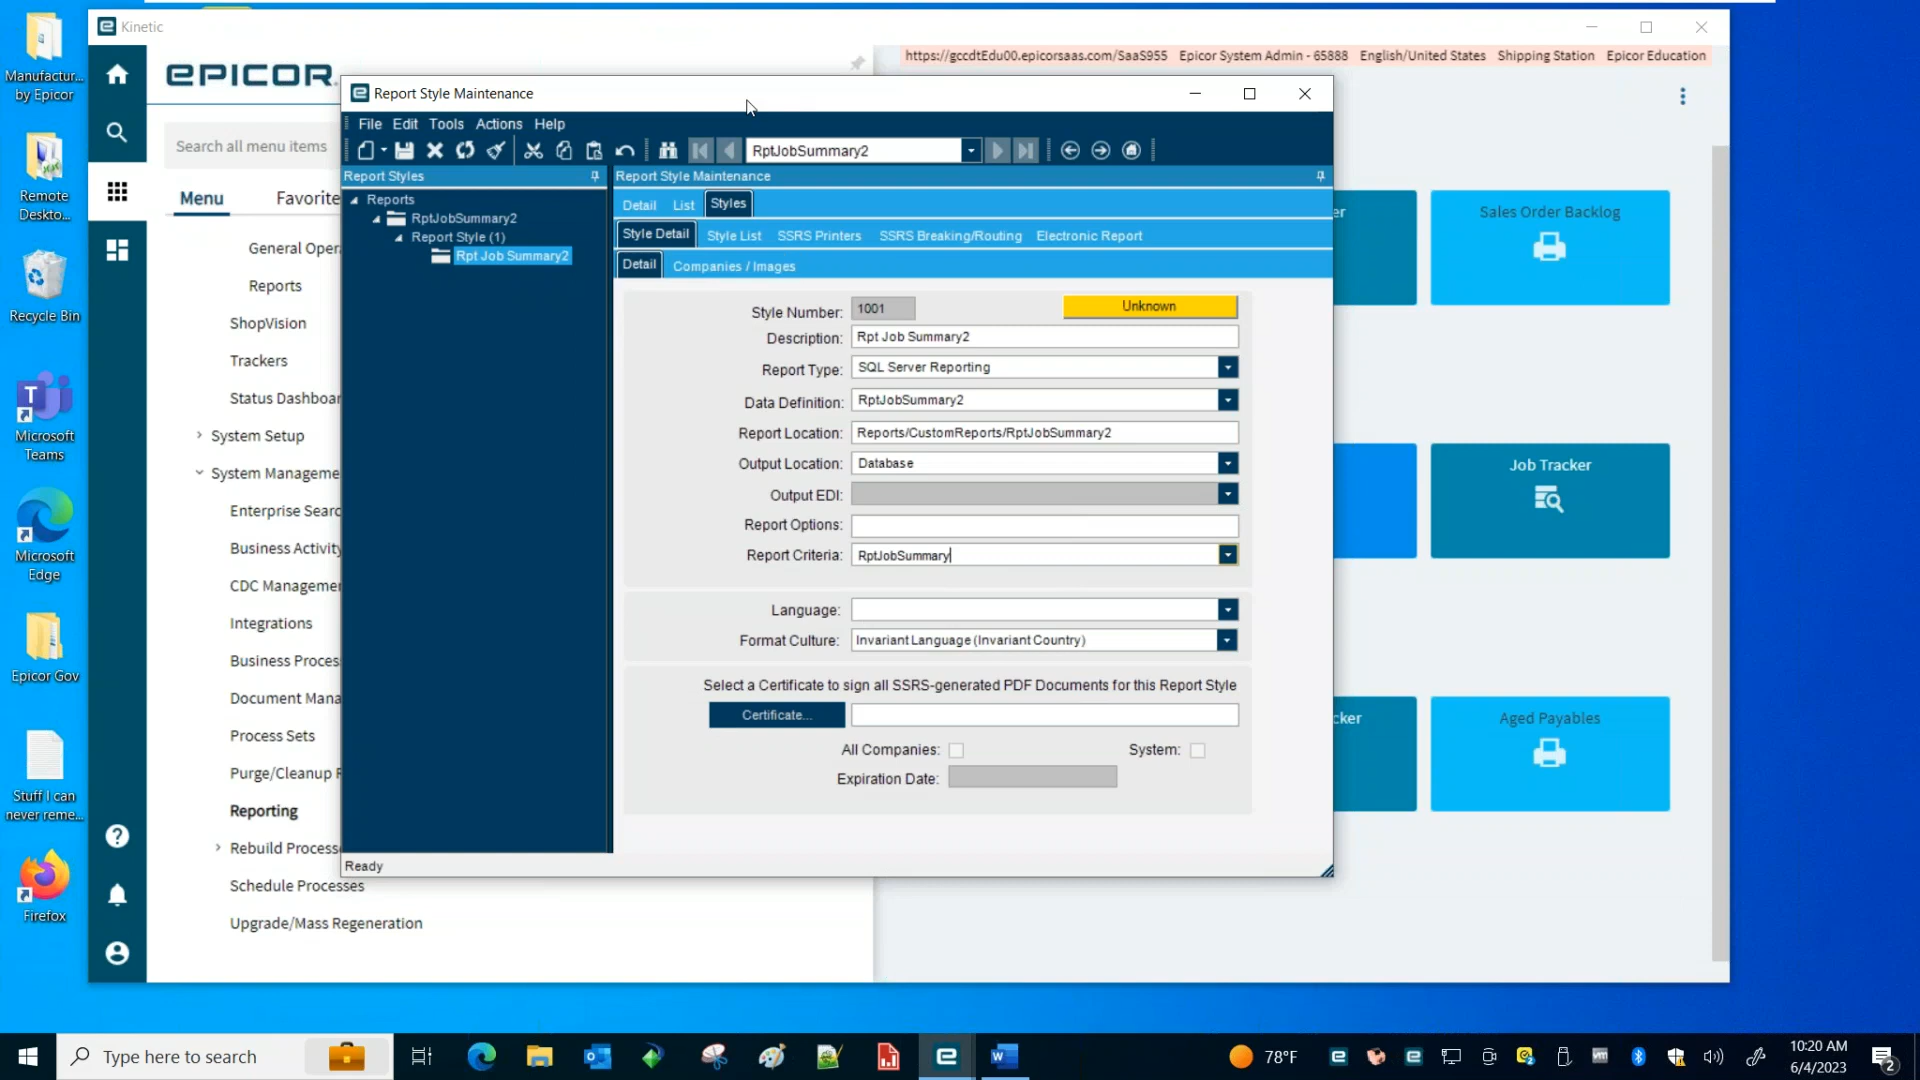 Kinetic
https://gccdtEdu00.epicorsaas.com/SaaS955 Epicor System Admin - 65888 English/United States Shipping Station Epicor Education
EPICOR
Search all menu items
Menu Favorite
General Oper
Reports
ShopVision
Trackers
Status Dashboar
System Setup
System Manageme
Enterprise Searc
Business Activity
CDC Managemer
Integrations
Business Proces
Document Mana
Process Sets
Purge/Cleanup F
Reporting
Rebuild Processe
Schedule Processes
Upgrade/Mass Regeneration
Report Style Maintenance
File Edit Tools Actions Help
RptJobSummary2
Report Styles
Reports
RptJobSummary2
Report Style (1)
Rpt Job Summary2
Report Style Maintenance
Detail List Styles
Style Detail Style List SSRS Printers SSRS Breaking/Routing Electronic Report
Detail Companies / Images
Style Number: 1001 Unknown
Description: Rpt Job Summary2
Report Type: SQL Server Reporting
Data Definition: RptJobSummary2
Report Location: Reports/CustomReports/RptJobSummary2
Output Location: Database
Output EDI:
Report Options:
Report Criteria: RptJobSummary
Language:
Format Culture: Invariant Language (Invariant Country)
Select a Certificate to sign all SSRS-generated PDF Documents for this Report Style
Certificate...
All Companies: System:
Expiration Date:
Ready
er
Sales Order Backlog
Job Tracker
cker
Aged Payables
Manufactur...
by Epicor
Remote
Deskto...
Recycle Bin
Microsoft
Teams
Microsoft
Edge
Epicor Gov
Stuff I can
never reme...
Firefox
Type here to search
78°F
10:20 AM
6/4/2023
2